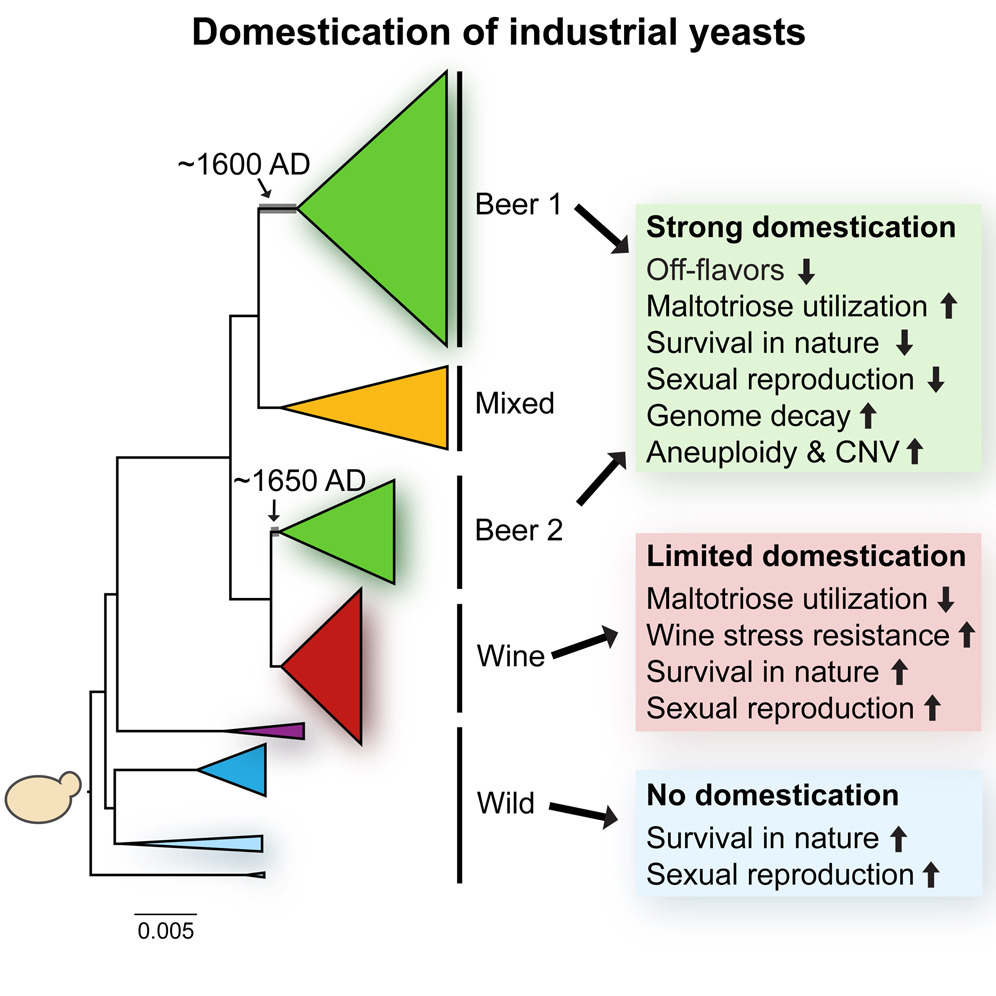 Domestication of industrial yeasts
~1600 AD
Beer 1
Mixed
~1650 AD
Beer 2
Wine
Wild
0.005
Strong domestication
Off-flavors ↓
Maltotriose utilization ↑
Survival in nature ↓
Sexual reproduction ↓
Genome decay ↑
Aneuploidy & CNV ↑
Limited domestication
Maltotriose utilization ↓
Wine stress resistance ↑
Survival in nature ↑
Sexual reproduction ↑
No domestication
Survival in nature ↑
Sexual reproduction ↑